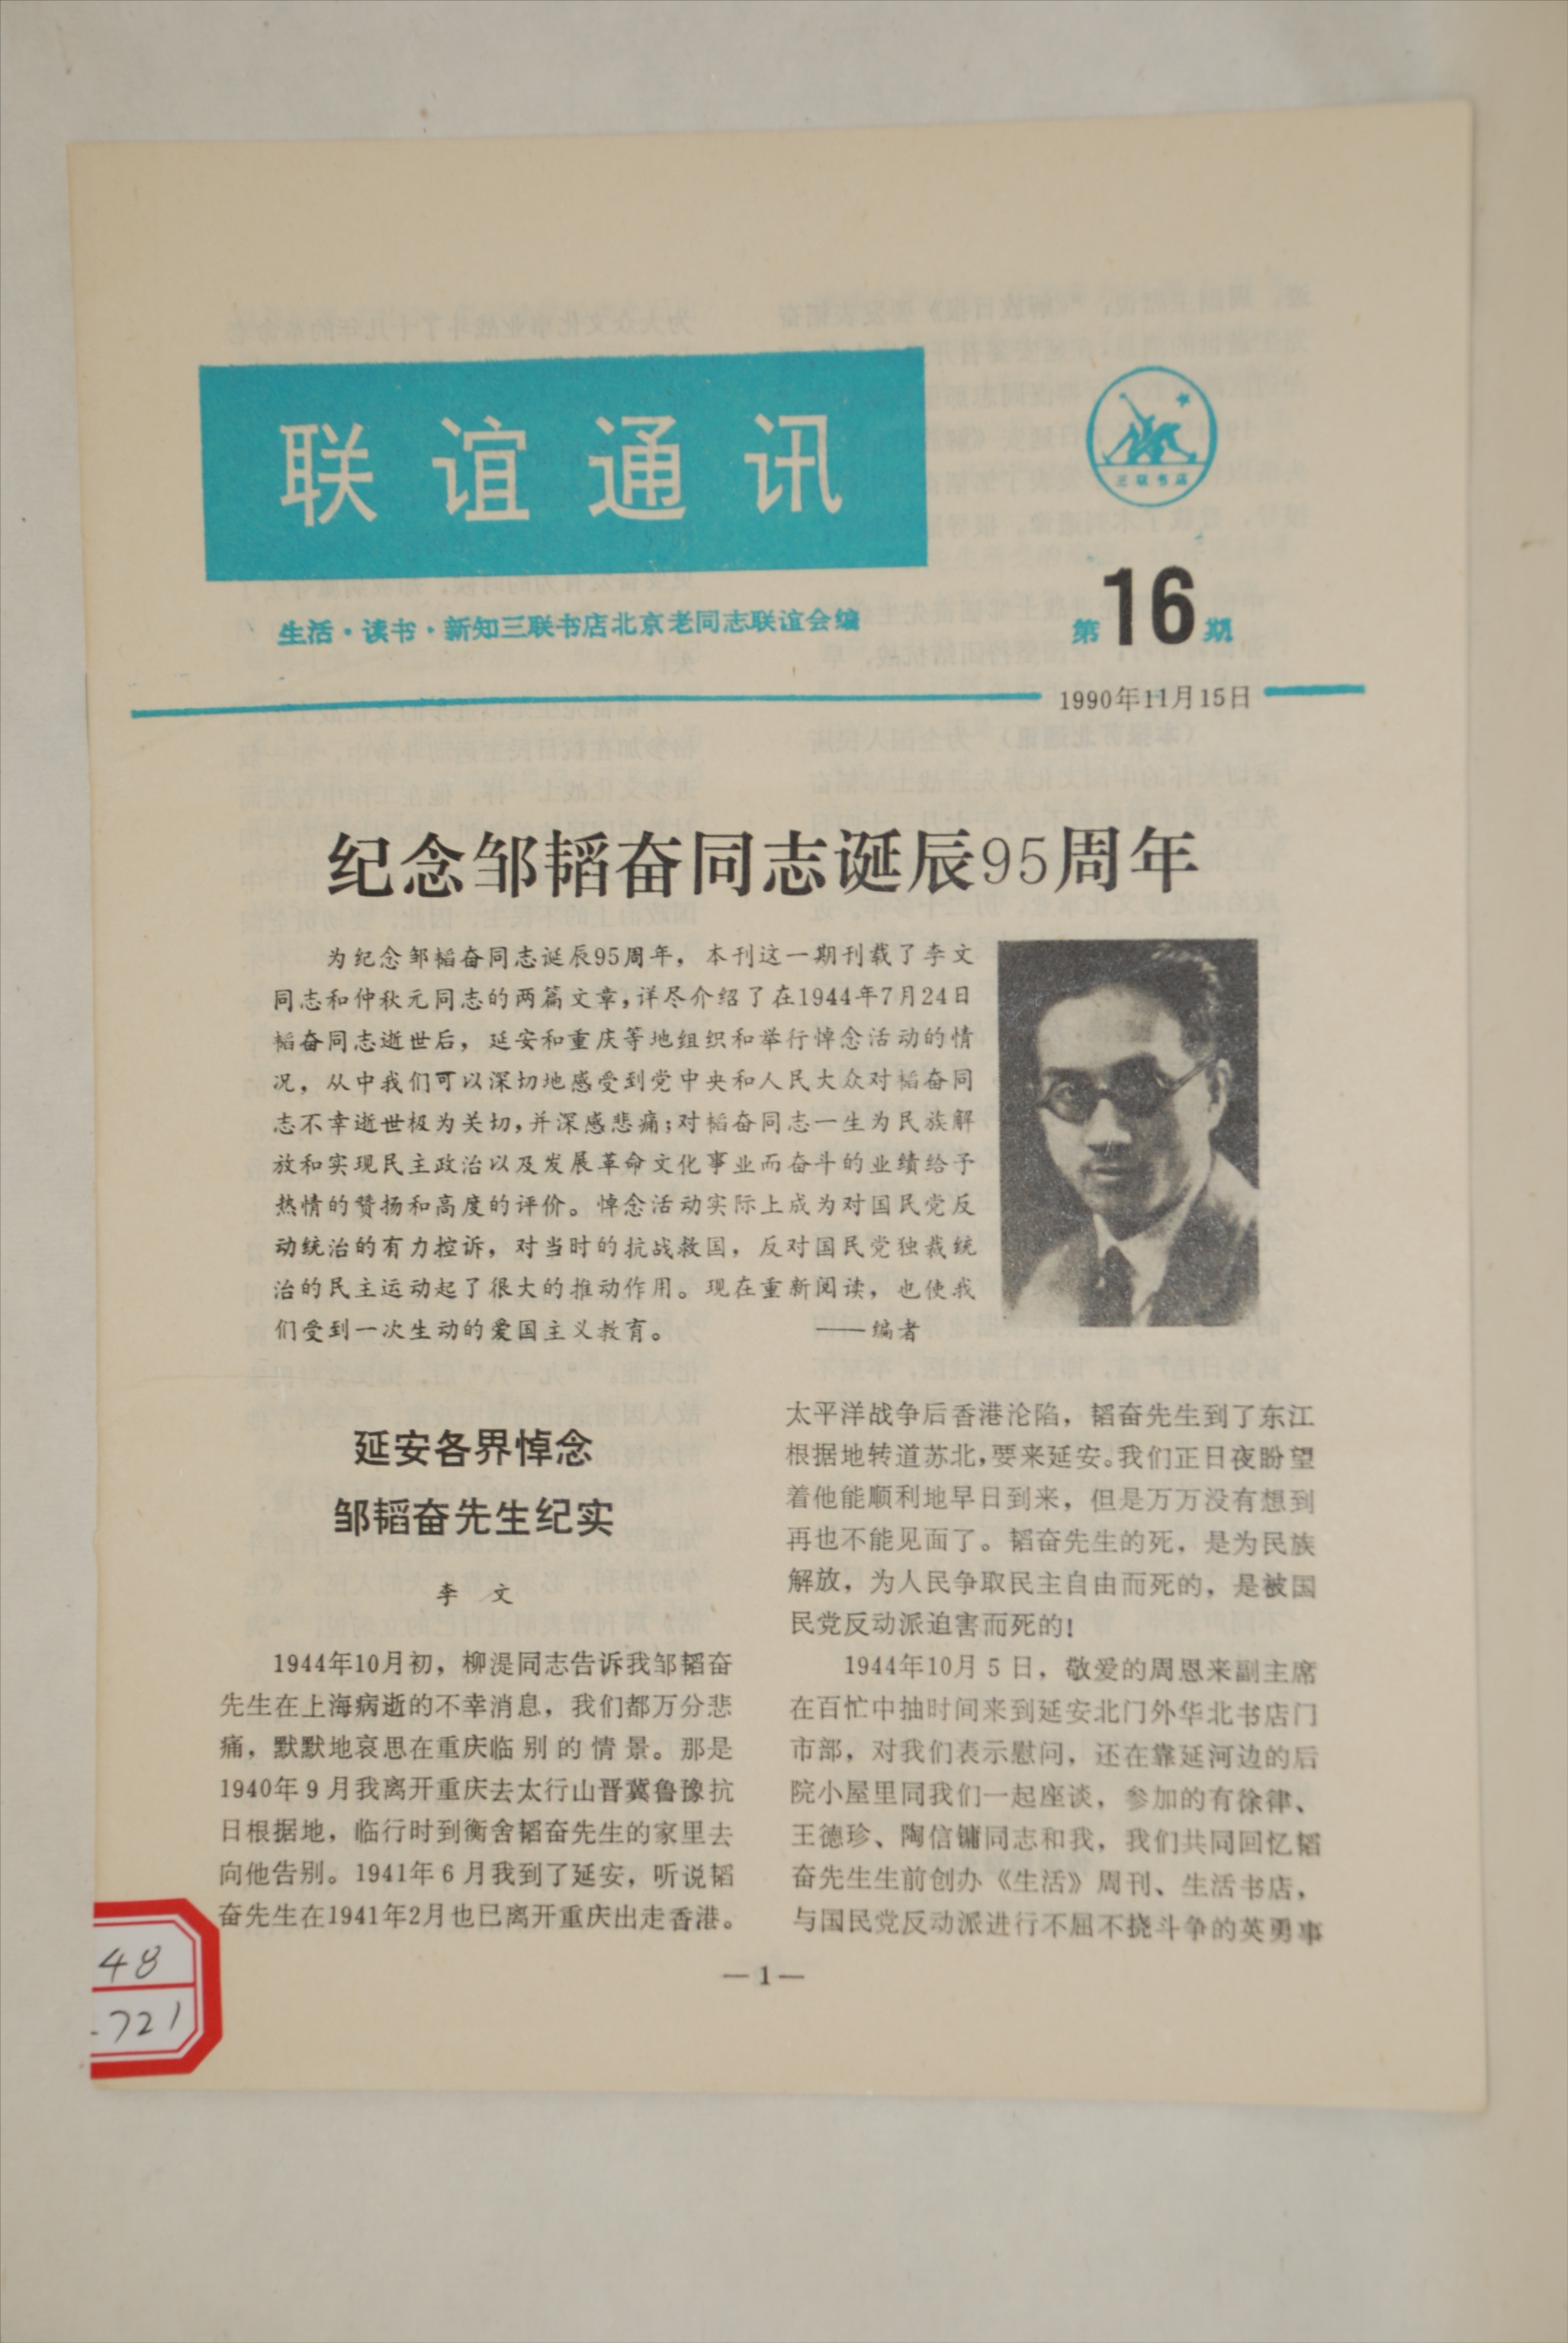 联谊通讯
三联书店
生活·读书·新知三联书店北京老同志联谊会编
第16期
1990年11月15日
纪念邹韬奋同志诞辰95周年
为纪念邹韬奋同志诞辰95周年，本刊这一期刊载了李文
同志和仲秋元同志的两篇文章，详尽介绍了在1944年7月24日
韬奋同志逝世后，延安和重庆等地组织和举行悼念活动的情
况，从中我们可以深切地感受到党中央和人民大众对韬奋同
志不幸逝世极为关切，并深感悲痛；对韬奋同志一生为民族解
放和实现民主政治以及发展革命文化事业而奋斗的业绩给予
热情的赞扬和高度的评价。悼念活动实际上成为对国民党反
动统治的有力控诉，对当时的抗战救国，反对国民党独裁统
治的民主运动起了很大的推动作用。现在重新阅读，也使我
们受到一次生动的爱国主义教育。 ——编者
延安各界悼念
邹韬奋先生纪实
李 文
1944年10月初，柳湜同志告诉我邹韬奋
先生在上海病逝的不幸消息，我们都万分悲
痛，默默地哀思在重庆临别的情景。那是
1940年9月我离开重庆去太行山晋冀鲁豫抗
日根据地，临行时到衡舍韬奋先生的家里去
向他告别。1941年6月我到了延安，听说韬
奋先生在1941年2月也已离开重庆出走香港。
太平洋战争后香港沦陷，韬奋先生到了东江
根据地转道苏北，要来延安。我们正日夜盼望
着他能顺利地早日到来，但是万万没有想到
再也不能见面了。韬奋先生的死，是为民族
解放，为人民争取民主自由而死的，是被国
民党反动派迫害而死的！
1944年10月5日，敬爱的周恩来副主席
在百忙中抽时间来到延安北门外华北书店门
市部，对我们表示慰问，还在靠延河边的后
院小屋里同我们一起座谈，参加的有徐律、
王德珍、陶信镛同志和我，我们共同回忆韬
奋先生生前创办《生活》周刊、生活书店，
与国民党反动派进行不屈不挠斗争的英勇事
—1—
48
-721